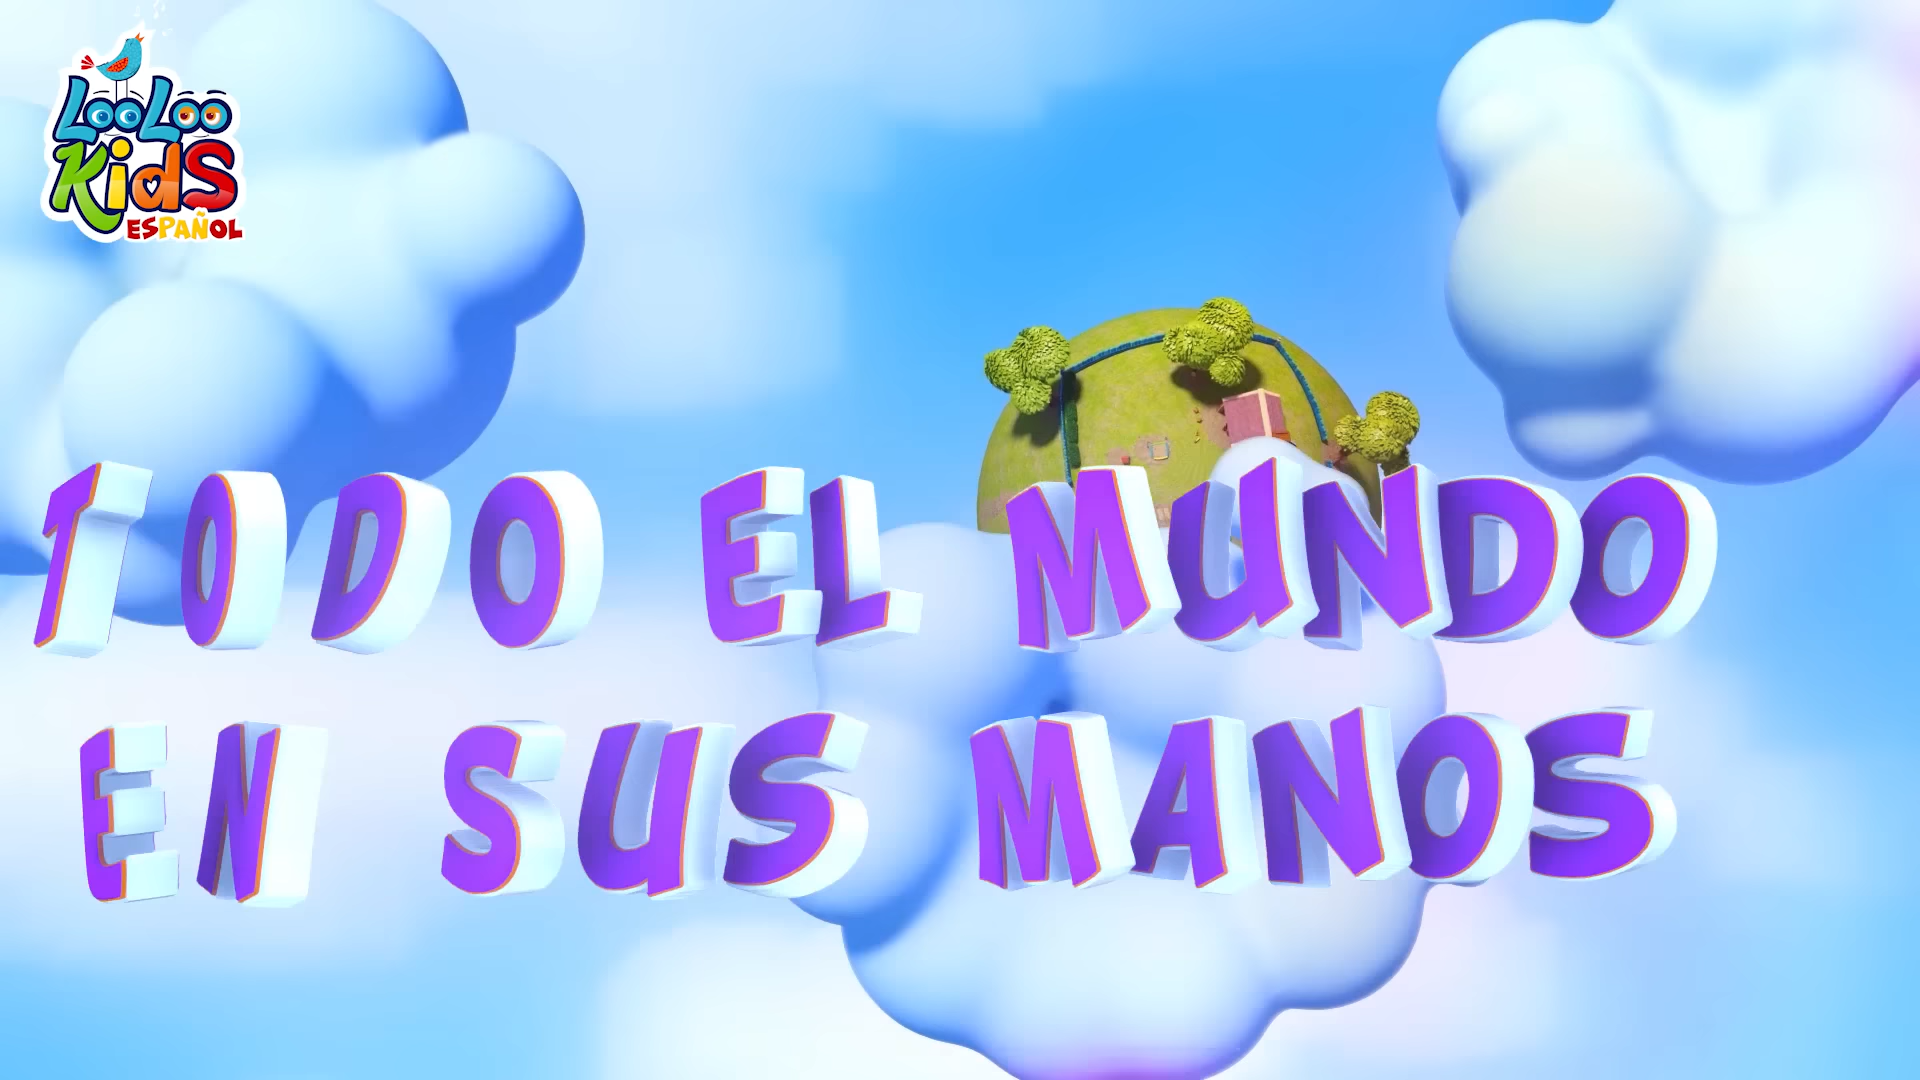 LooLoo
Kids
ESPAÑOL
TODO EL MUNDO
EN SUS MANOS